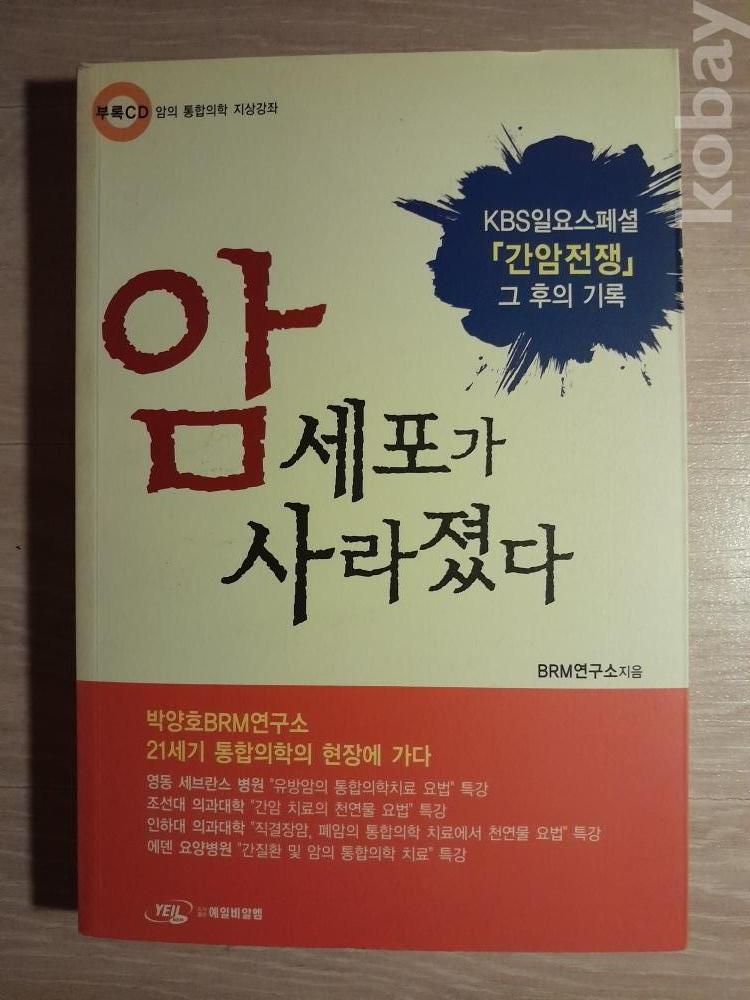 부록CD 암의 통합의학 지상강좌
KBS일요스페셜
「간암전쟁」
그 후의 기록
암세포가
사라졌다
BRM연구소지음
박양호BRM연구소
21세기 통합의학의 현장에 가다
영동 세브란스 병원 "유방암의 통합의학치료 요법" 특강
조선대 의과대학 "간암 치료의 천연물 요법" 특강
인하대 의과대학 "직결장암, 폐암의 통합의학 치료에서 천연물 요법" 특강
에덴 요양병원 "간질환 및 암의 통합의학 치료" 특강
YEIL
예일비알엠
kobay